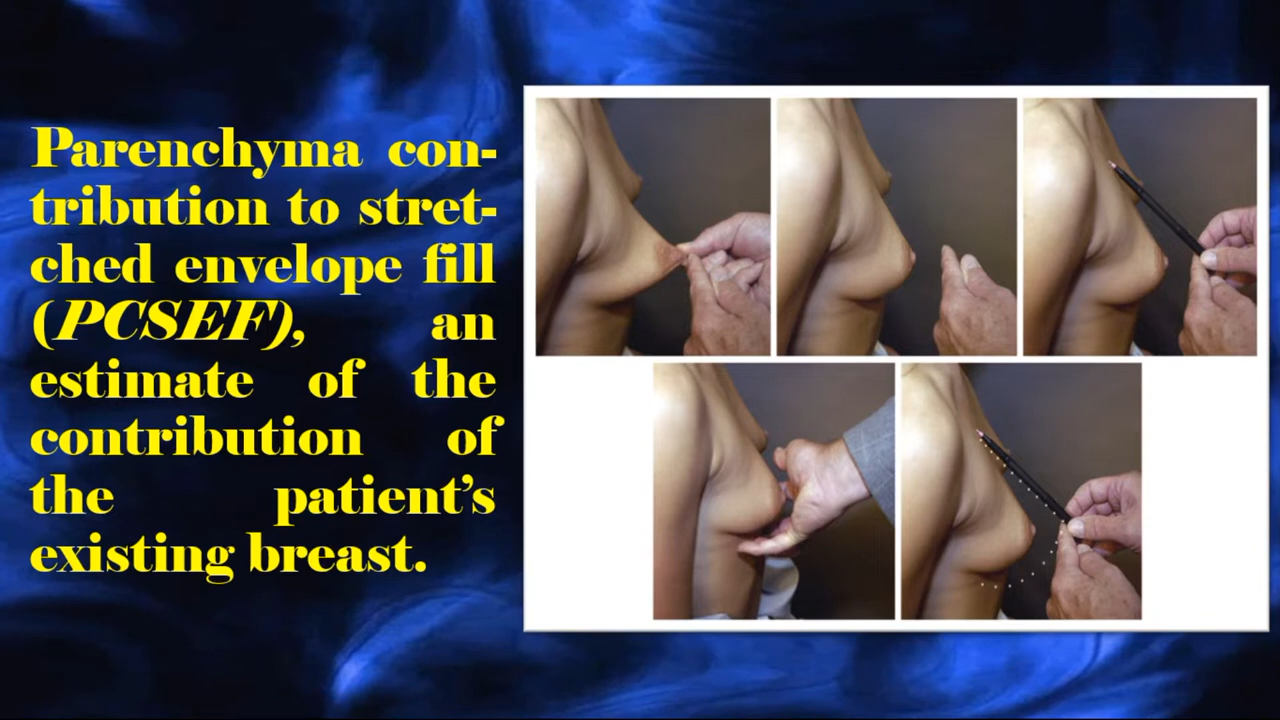 Parenchyma con-
tribution to stret-
ched envelope fill
(PCSEF), an
estimate of the
contribution of
the patient's
existing breast.